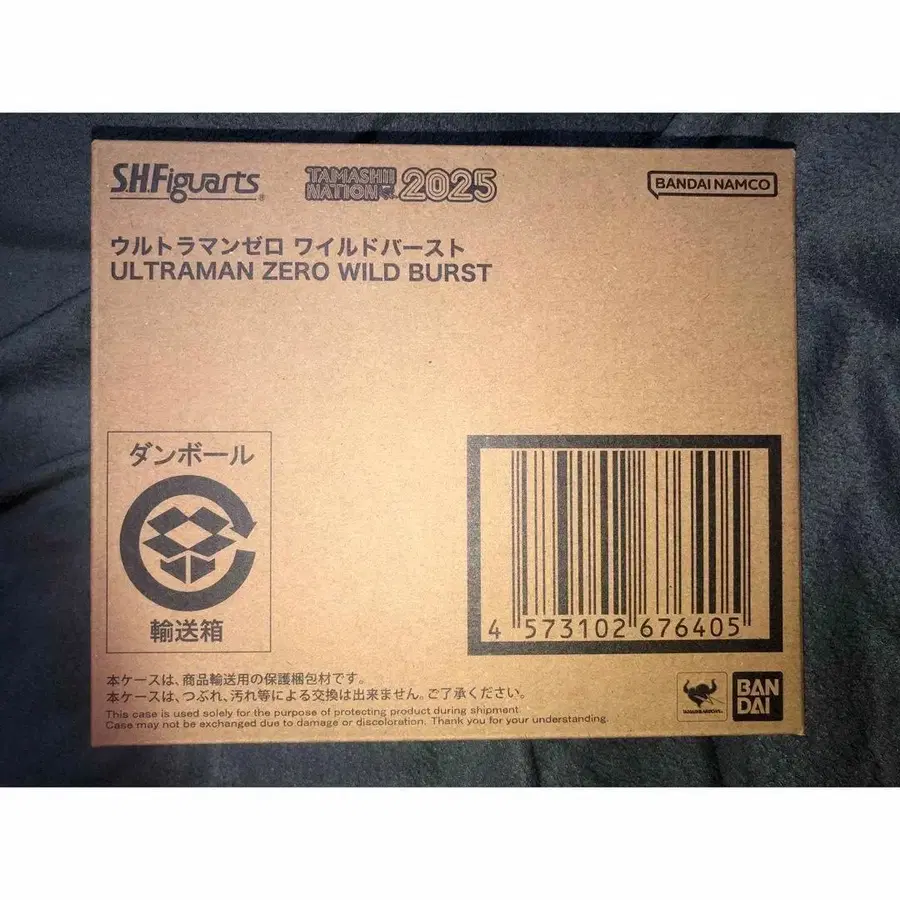 S.H.Figuarts
TAMASHII NATION 2025
BANDAI NAMCO
ウルトラマンゼロ ワイルドバースト
ULTRAMAN ZERO WILD BURST
ダンボール
輸送箱
4 573102 676405
本ケースは、商品輸送用の保護梱包材です。
本ケースは、つぶれ、汚れ等による交換は出来ません。ご了承ください。
This case is used solely for the purpose of protecting product during shipment.
Case may not be exchanged due to damage or discoloration. Thank you for your understanding.
BAN
DAI